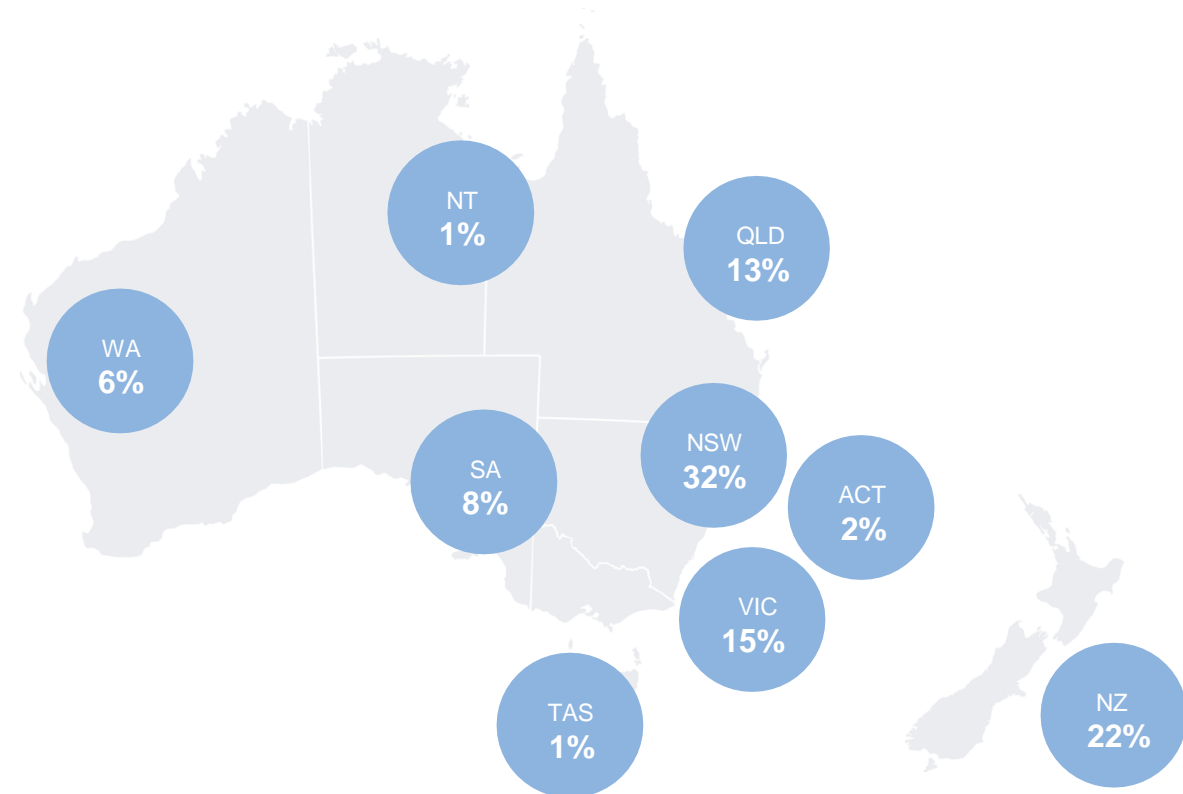 NT
1%
QLD
13%
WA
6%
NSW
32%
SA
8%
ACT
2%
VIC
15%
TAS
1%
NZ
22%